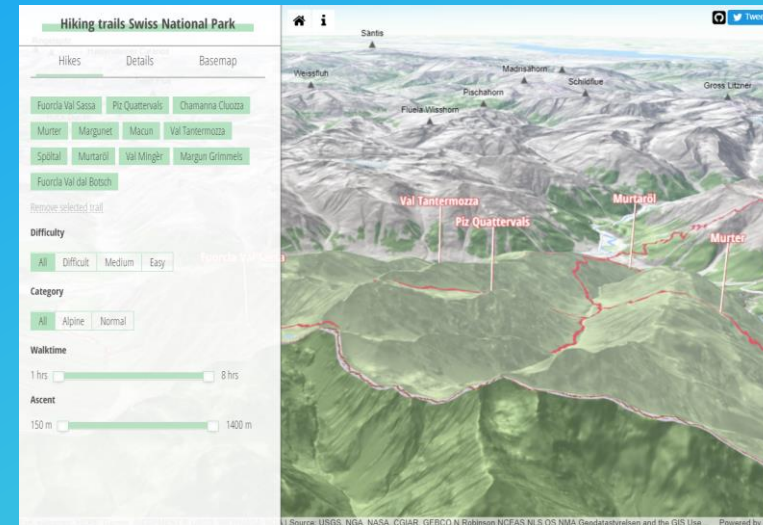 Hiking trails Swiss National Park
Hikes Details Basemap
Fuorcla Val Sassa Piz Quattervals Chamanna Cluozza
Murter Margunet Macun Val Tantermozza
Spöltal Murtaröl Val Mingèr Margun Grimmels
Fuorcla Val dal Botsch
Remove selected trail
Difficulty
All Difficult Medium Easy
Category
All Alpine Normal
Walktime
1 hrs 8 hrs
Ascent
150 m 1400 m
Twee
Säntis
Madrisahorn
Weissfluh
Schildflue
Gross Litzner
Pischahorn
Fluela Wisshorn
Val Tantermozza
Murtaröl
Piz Quattervals
Murter
Fuorcla Val Sassa
Source: USGS, NGA, NASA, CGIAR, GEBCO,N Robinson,NCEAS,NLS,OS,NMA,Geodatastyrelsen and the GIS Use
Powered by